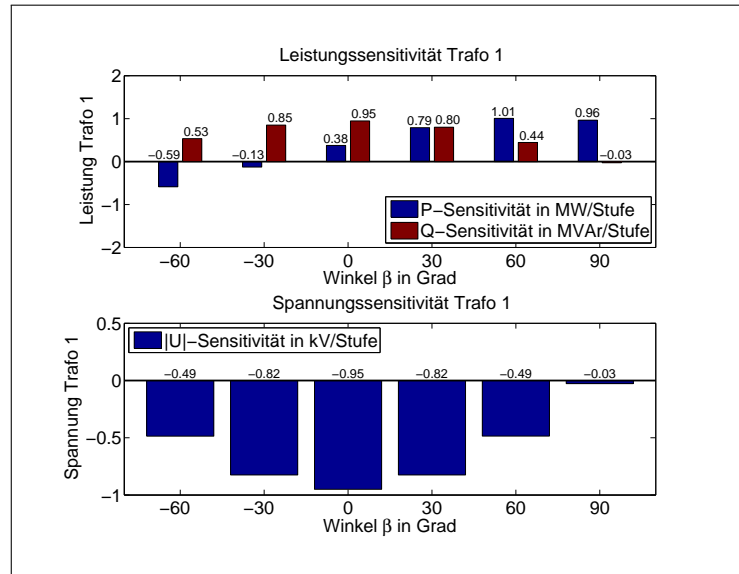 Leistungssensitivität Trafo 1
2
1
0
−1
−2
Leistung Trafo 1
−0.59
0.53
−0.13
0.85
0.38
0.95
0.79
0.80
1.01
0.44
0.96
−0.03
P−Sensitivität in MW/Stufe
Q−Sensitivität in MVAr/Stufe
−60 −30 0 30 60 90
Winkel β in Grad
Spannungssensitivität Trafo 1
0.5
0
−0.5
−1
Spannung Trafo 1
|U|−Sensitivität in kV/Stufe
−0.49 −0.82 −0.95 −0.82 −0.49 −0.03
−60 −30 0 30 60 90
Winkel β in Grad